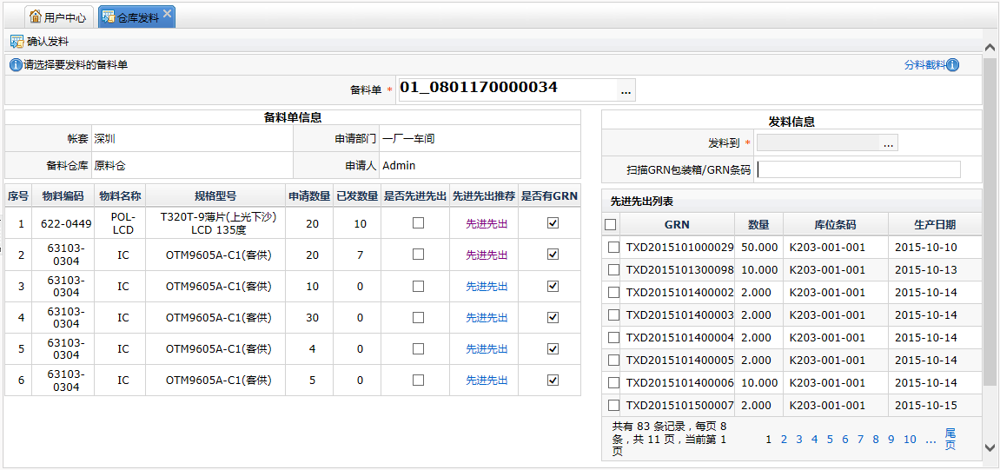 用户中心 仓库发料
确认发料
请选择要发料的备料单 分料截料
备料单 * 01_0801170000034 ...
备料单信息
帐套 深圳 申请部门 一厂一车间
备料仓库 原料仓 申请人 Admin
序号 物料编码 物料名称 规格型号 申请数量 已发数量 是否先进先出 先进先出推荐 是否有GRN
1 622-0449 POL-LCD T320T-9薄片(上光下沙) LCD 135度 20 10 先进先出
2 63103-0304 IC OTM9605A-C1(客供) 20 7 先进先出
3 63103-0304 IC OTM9605A-C1(客供) 10 0 先进先出
4 63103-0304 IC OTM9605A-C1(客供) 30 0 先进先出
5 63103-0304 IC OTM9605A-C1(客供) 4 0 先进先出
6 63103-0304 IC OTM9605A-C1(客供) 5 0 先进先出
发料信息
发料到 * ...
扫描GRN包装箱/GRN条码
先进先出列表
GRN 数量 库位条码 生产日期
TXD2015101000029 50.000 K203-001-001 2015-10-10
TXD2015101300098 10.000 K203-001-001 2015-10-13
TXD2015101400002 2.000 K203-001-001 2015-10-14
TXD2015101400003 2.000 K203-001-001 2015-10-14
TXD2015101400004 2.000 K203-001-001 2015-10-14
TXD2015101400005 2.000 K203-001-001 2015-10-14
TXD2015101400006 10.000 K203-001-001 2015-10-14
TXD2015101500007 2.000 K203-001-001 2015-10-15
共有 83 条记录，每页 8
条，共 11 页，当前第 1
页
1 2 3 4 5 6 7 8 9 10 ... 尾页